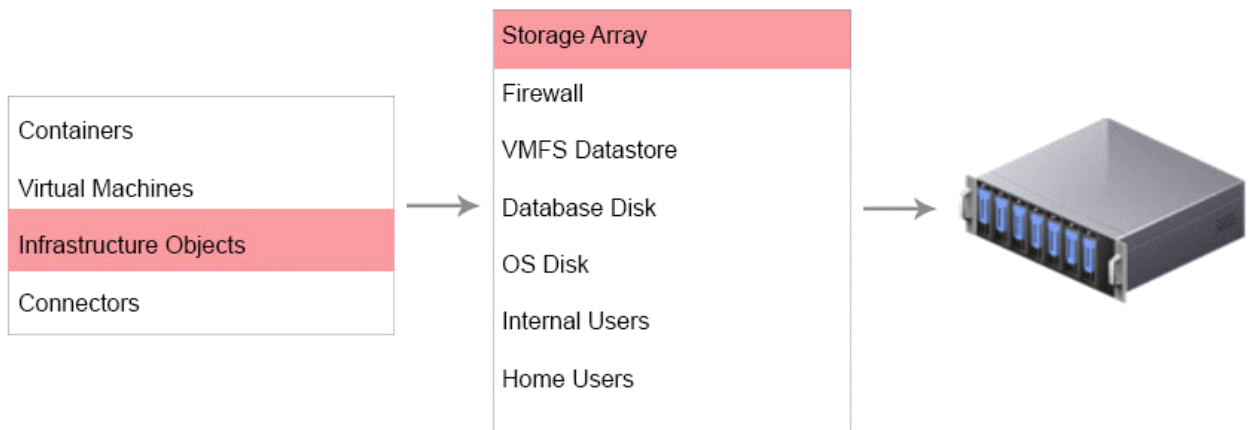 Containers
Virtual Machines
Infrastructure Objects
Connectors
Storage Array
Firewall
VMFS Datastore
Database Disk
OS Disk
Internal Users
Home Users